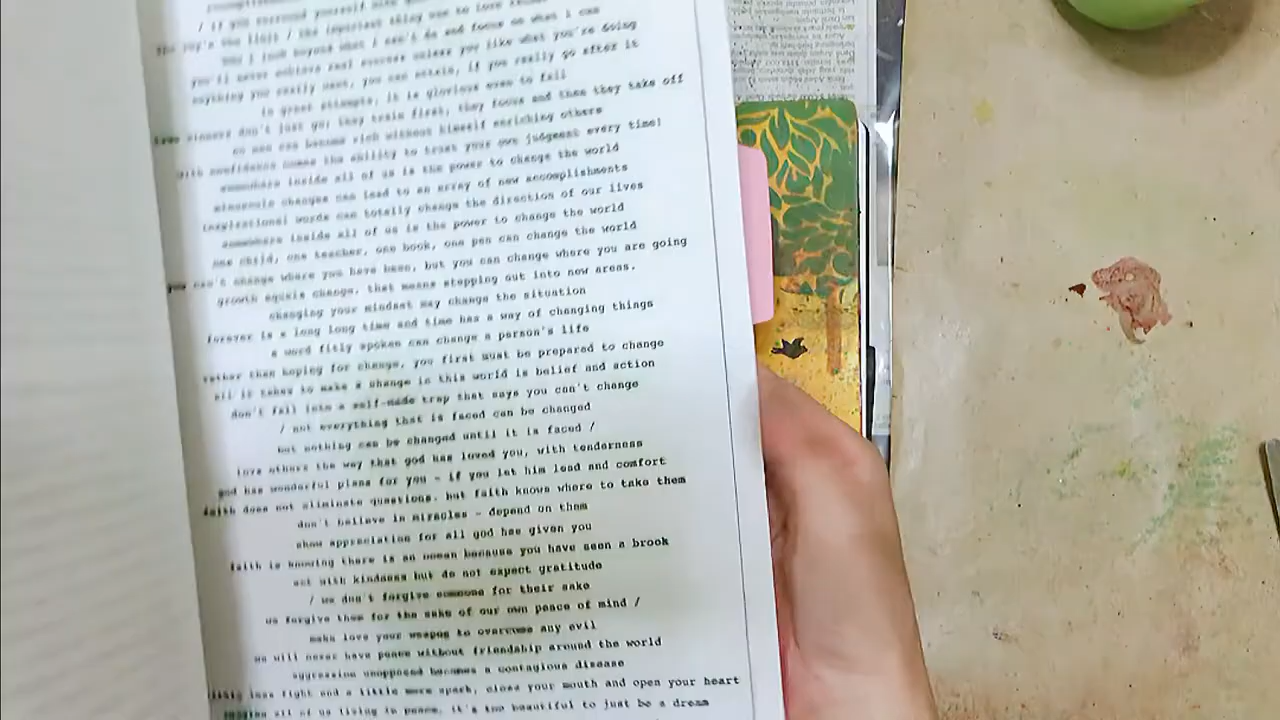 / if you surround yourself
the sky's the limit / the important thing
why I look beyond what I can't do and focus on what I can
you'll never achieve real success unless you like what you're doing
anything you really want, you can attain, if you really go after it
in great attempts, it is glorious even to fail
true winners don't just go; they train first, they focus and then they take off
no man can become rich without himself enriching others
with confidence comes the ability to trust your own judgment every time!
somewhere inside all of us is the power to change the world
minuscule changes can lead to an array of new accomplishments
inspirational words can totally change the direction of our lives
somewhere inside all of us is the power to change the world
one child, one teacher, one book, one pen can change the world
you can't change where you have been, but you can change where you are going
growth equals change. that means stepping out into new areas.
changing your mindset may change the situation
forever is a long long time and time has a way of changing things
a word fitly spoken can change a person's life
rather than hoping for change, you first must be prepared to change
all it takes to make a change in this world is belief and action
don't fall into a self-made trap that says you can't change
/ not everything that is faced can be changed
but nothing can be changed until it is faced /
love others the way that god has loved you, with tenderness
god has wonderful plans for you - if you let him lead and comfort
faith does not eliminate questions. but faith knows where to take them
don't believe in miracles - depend on them
show appreciation for all god has given you
faith is knowing there is an ocean because you have seen a brook
act with kindness but do not expect gratitude
/ we don't forgive someone for their sake
we forgive them for the sake of our own peace of mind /
make love your weapon to overcome any evil
we will never have peace without friendship around the world
aggression unopposed becomes a contagious disease
little less fight and a little more spark, close your mouth and open your heart
imagine all of us living in peace, it's too beautiful to just be a dream